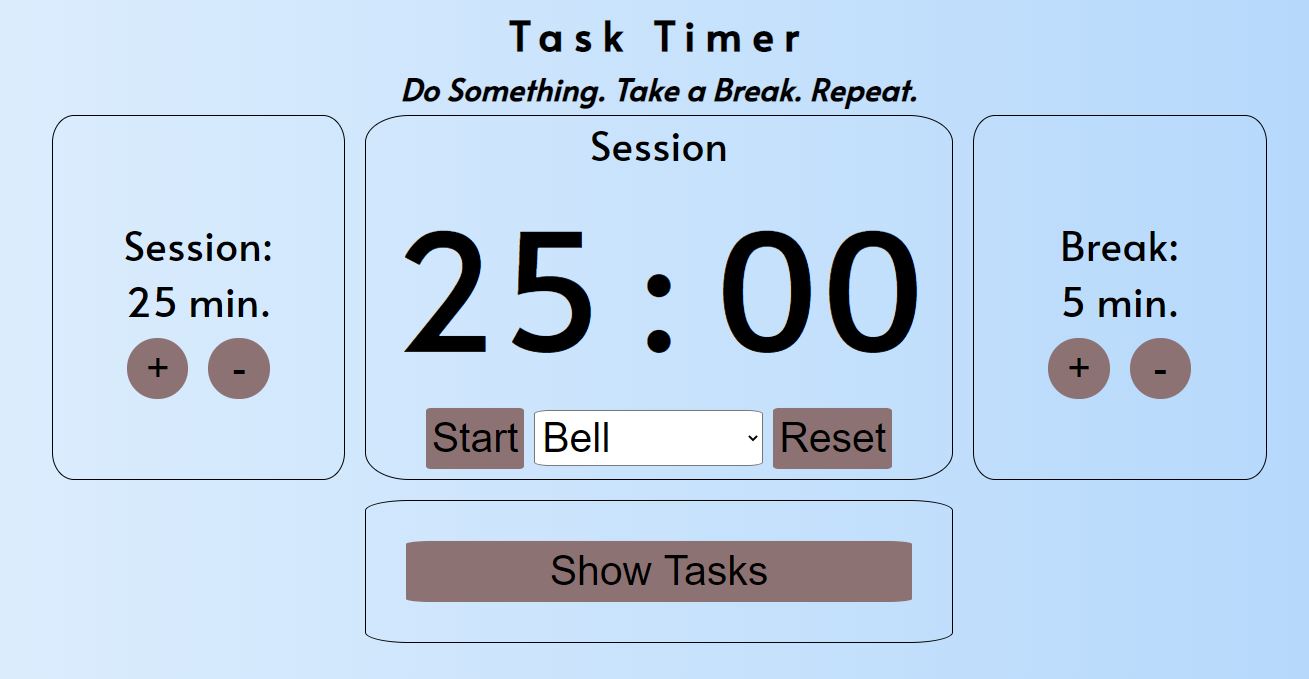 Task Timer
Do Something. Take a Break. Repeat.
Session
Session:
25 min.
+ -
25:00
Start Bell Reset
Break:
5 min.
+ -
Show Tasks